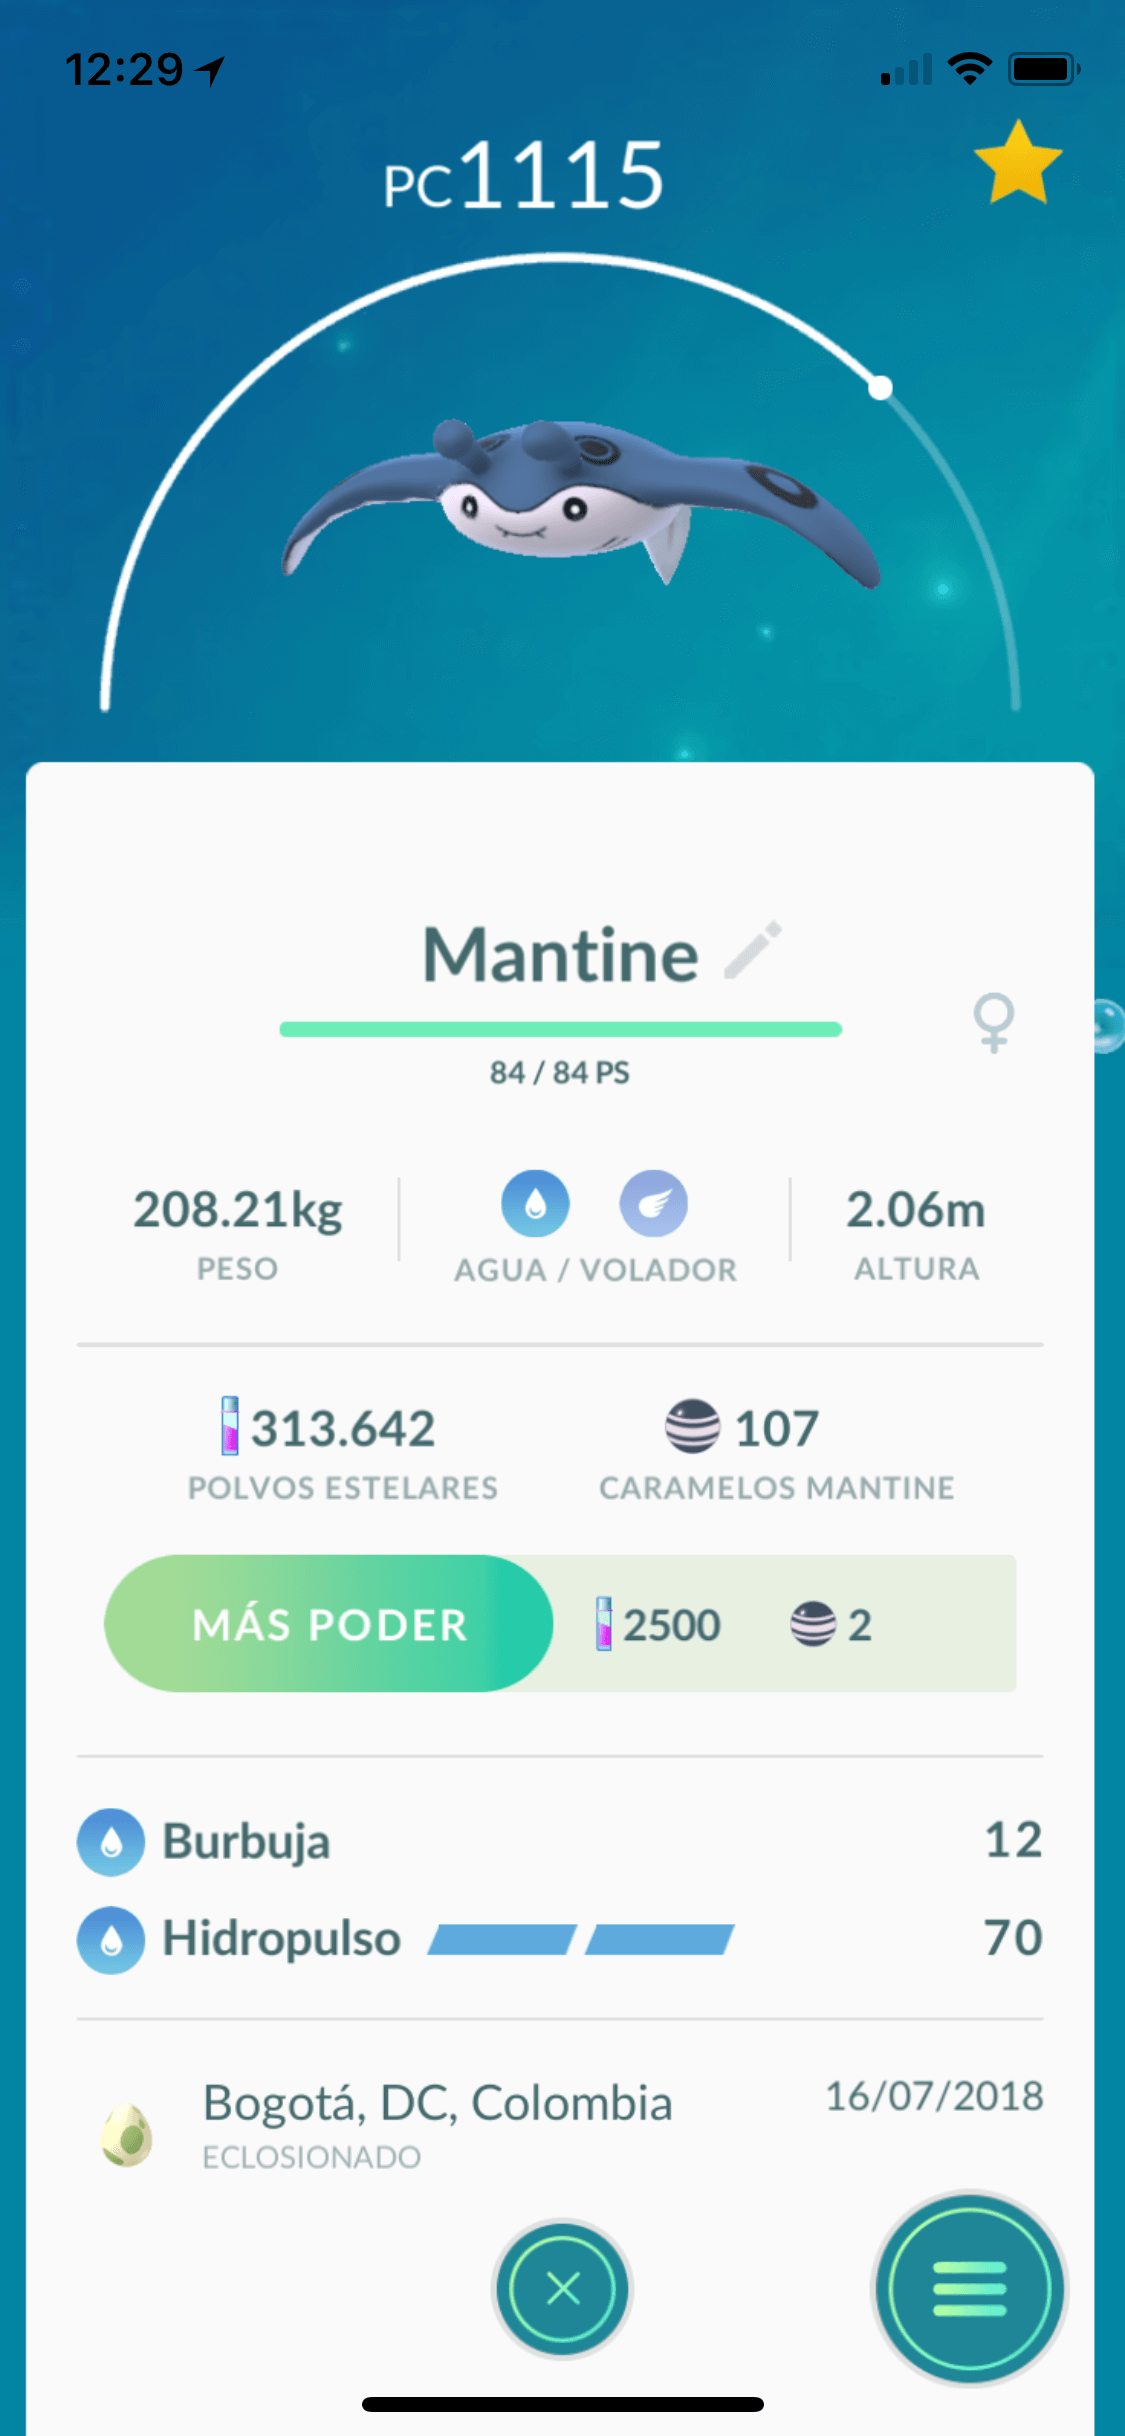 12:29
PC1115
Mantine
84 / 84 PS
208.21kg
PESO
AGUA / VOLADOR
2.06m
ALTURA
313.642
POLVOS ESTELARES
107
CARAMELOS MANTINE
MÁS PODER
2500
2
Burbuja 12
Hidropulso 70
Bogotá, DC, Colombia 16/07/2018
ECLOSIONADO